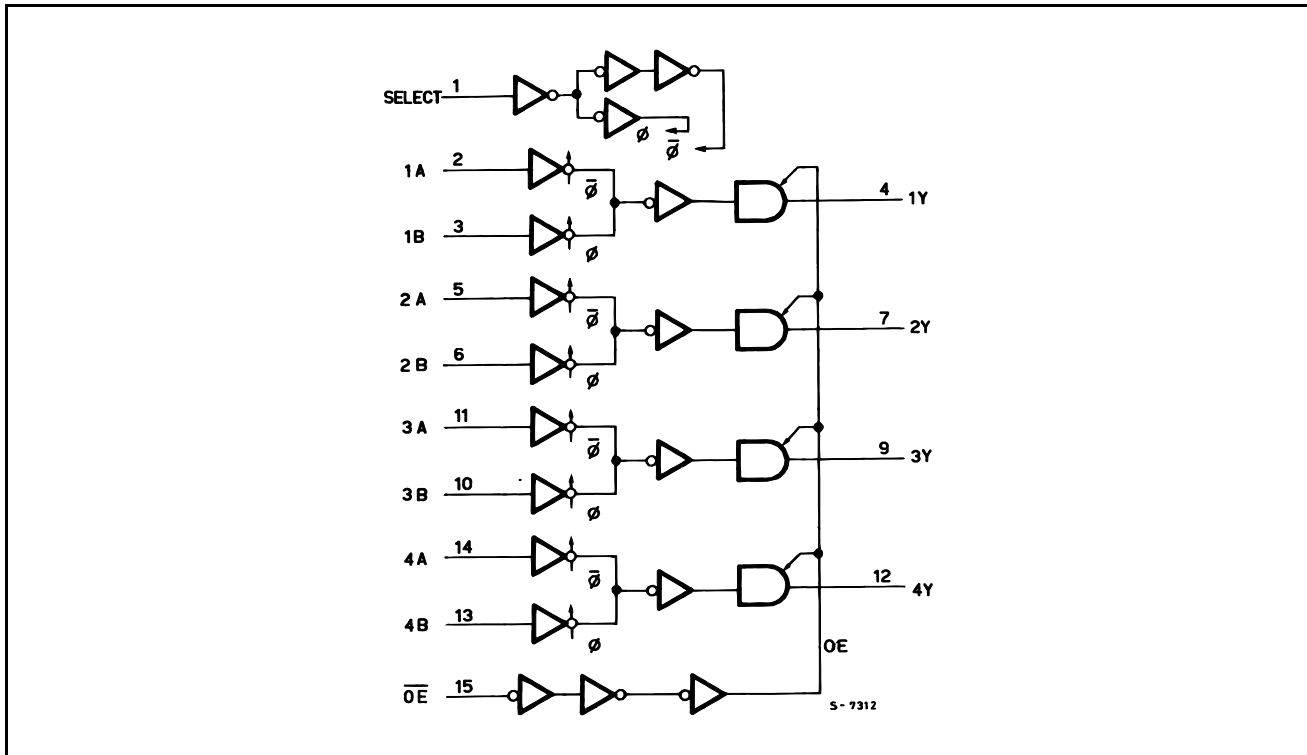 SELECT 1
ø
ø̅
1A 2
ø̅
4 1Y
1B 3
ø
2A 5
ø̅
7 2Y
2B 6
ø
3A 11
ø̅
9 3Y
3B 10
ø
4A 14
ø̅
12 4Y
4B 13
ø
OE
O̅E̅ 15
S-7312